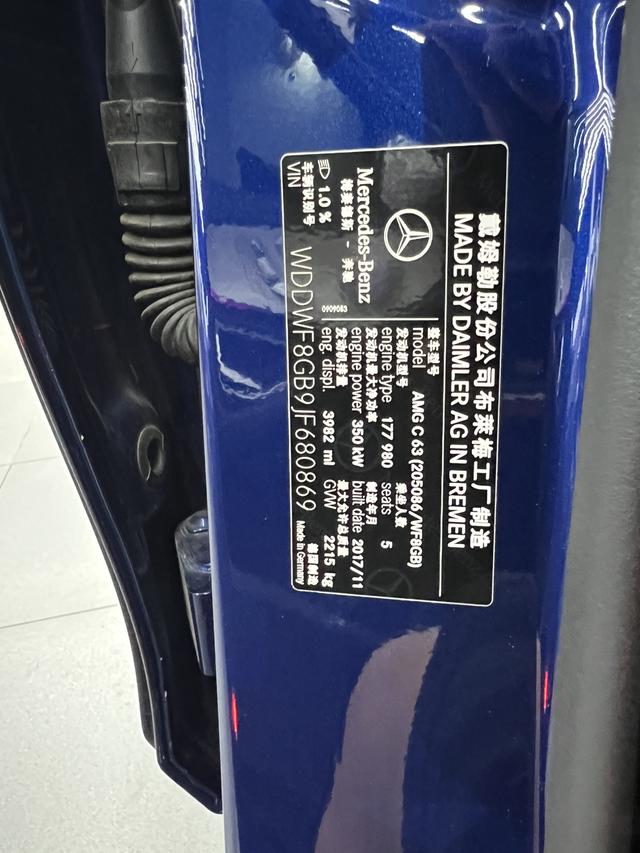 戴姆勒股份公司布莱梅工厂制造
MADE BY DAIMLER AG IN BREMEN
Mercedes-Benz
梅赛德斯 - 奔驰
0909083
整车型号
model AMG C 63 (205086/WF8GB)
发动机型号 乘坐人数
engine type 177 980 seats 5
发动机最大净功率 制造年月
engine power 350 kW built date 2017/11
发动机排量 最大允许总质量
eng. displ. 3982 ml GVW 2215 kg
1.0 %
车辆识别号 德国制造
VIN WDDWF8GB9JF680869 Made in Germany